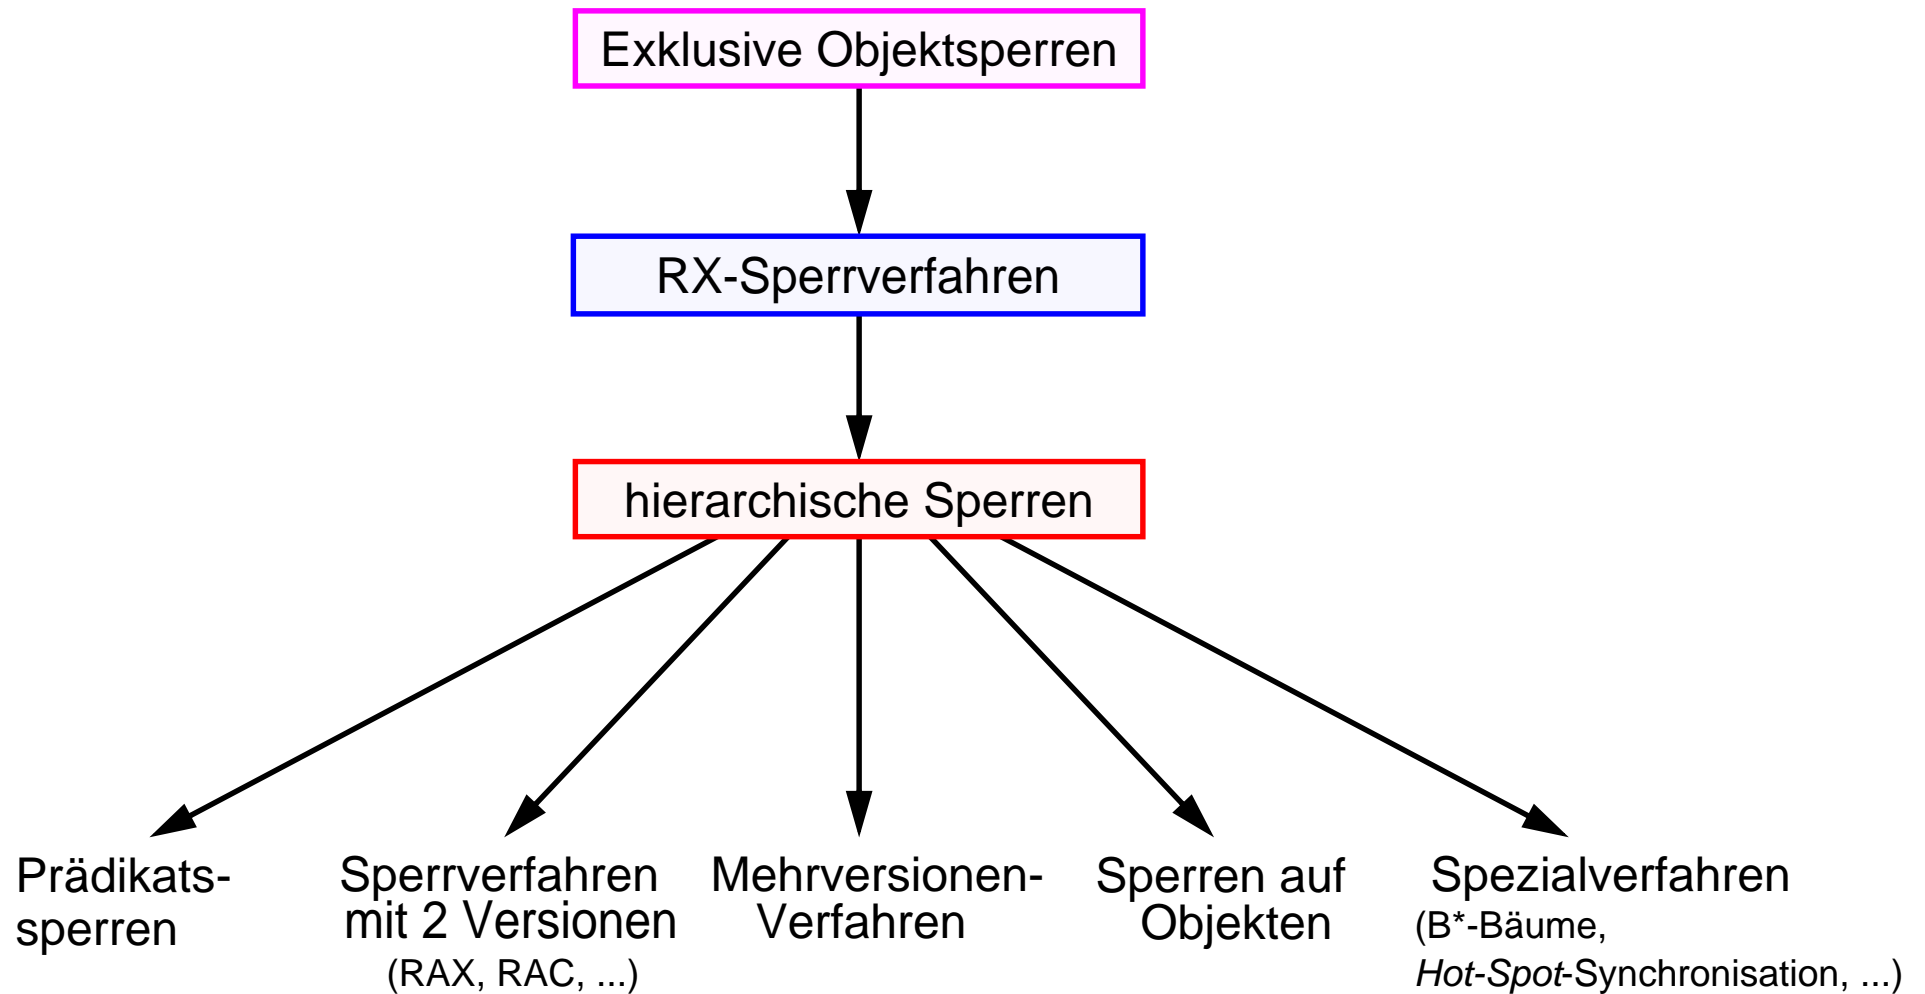 Exklusive Objektsperren
RX-Sperrverfahren
hierarchische Sperren
Prädikats-
sperren
Sperrverfahren
mit 2 Versionen
(RAX, RAC, ...)
Mehrversionen-
Verfahren
Sperren auf
Objekten
Spezialverfahren
(B*-Bäume,
Hot-Spot-Synchronisation, ...)